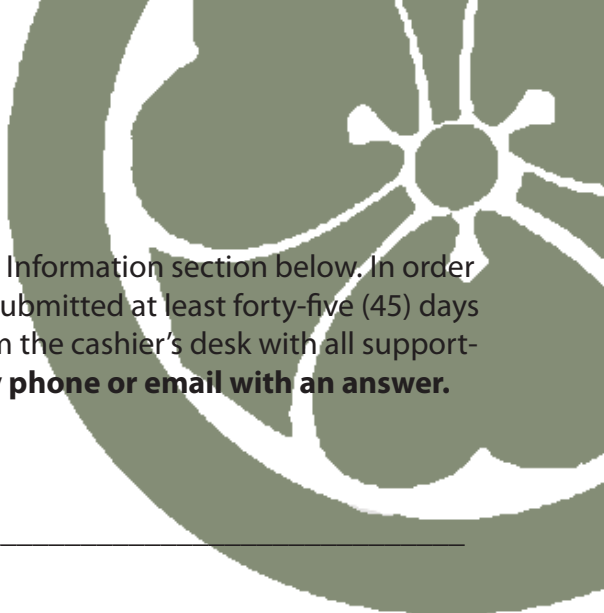 Information section below. In order
ubmitted at least forty-five (45) days
the cashier’s desk with all support-
phone or email with an answer.